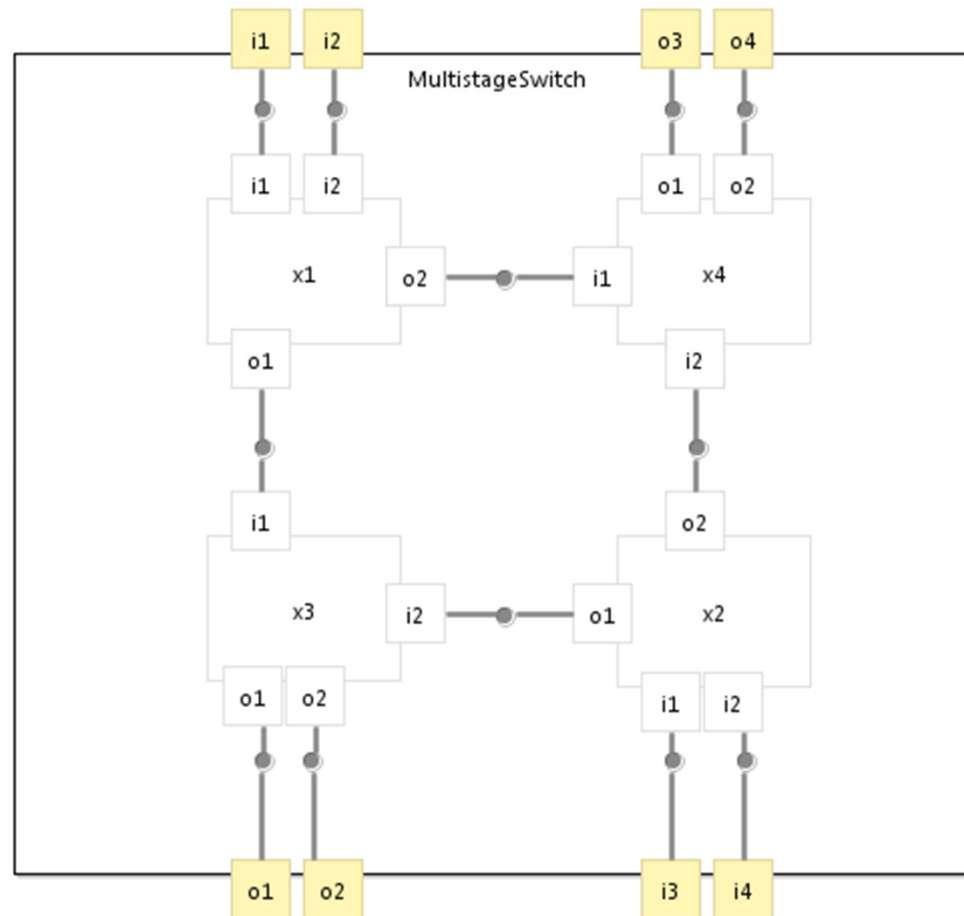 i1 i2 o3 o4
MultistageSwitch
i1 i2 o1 o2
x1 o2 i1 x4
o1 i2
i1 o2
x3 i2 o1 x2
o1 o2 i1 i2
o1 o2 i3 i4